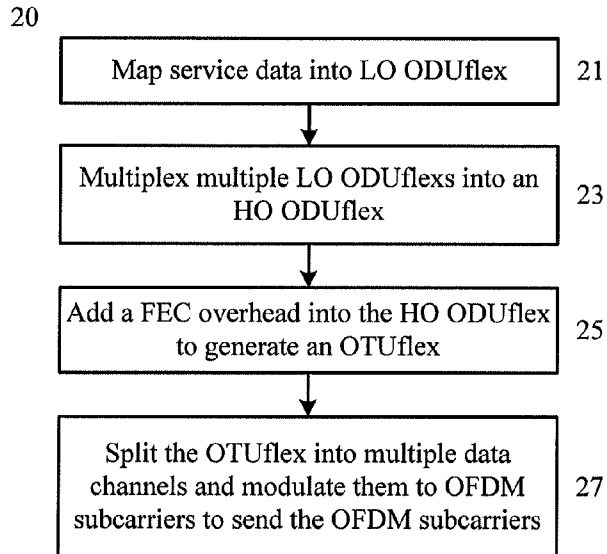 20
Map service data into LO ODUflex
21
Multiplex multiple LO ODUflexs into an
HO ODUflex
23
Add a FEC overhead into the HO ODUflex
to generate an OTUflex
25
Split the OTUflex into multiple data
channels and modulate them to OFDM
subcarriers to send the OFDM subcarriers
27